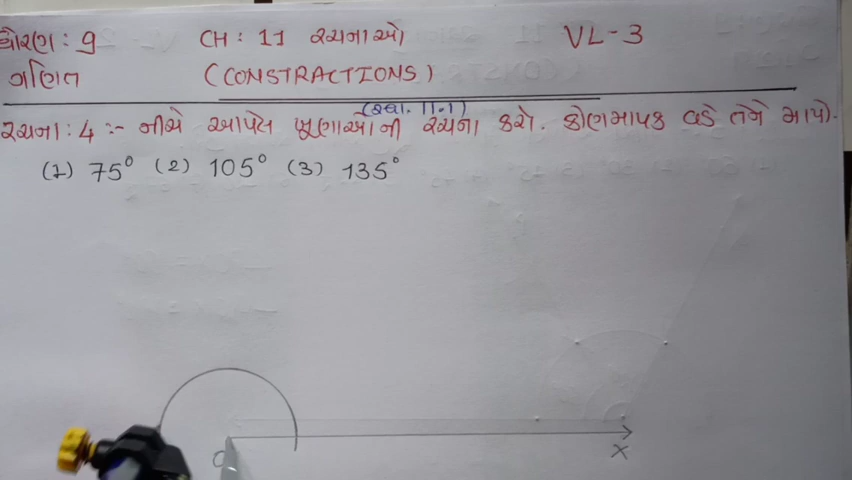 ધોરણ : 9 CH : 11 રચનાઓ VL - 3
ગણિત (CONSTRACTIONS)
(સ્વા. 11.1)
રચના : 4 :- નીચે આપેલ ખૂણાઓની રચના કરો. કોણમાપક વડે તેને માપો.
(1) 75° (2) 105° (3) 135°
X